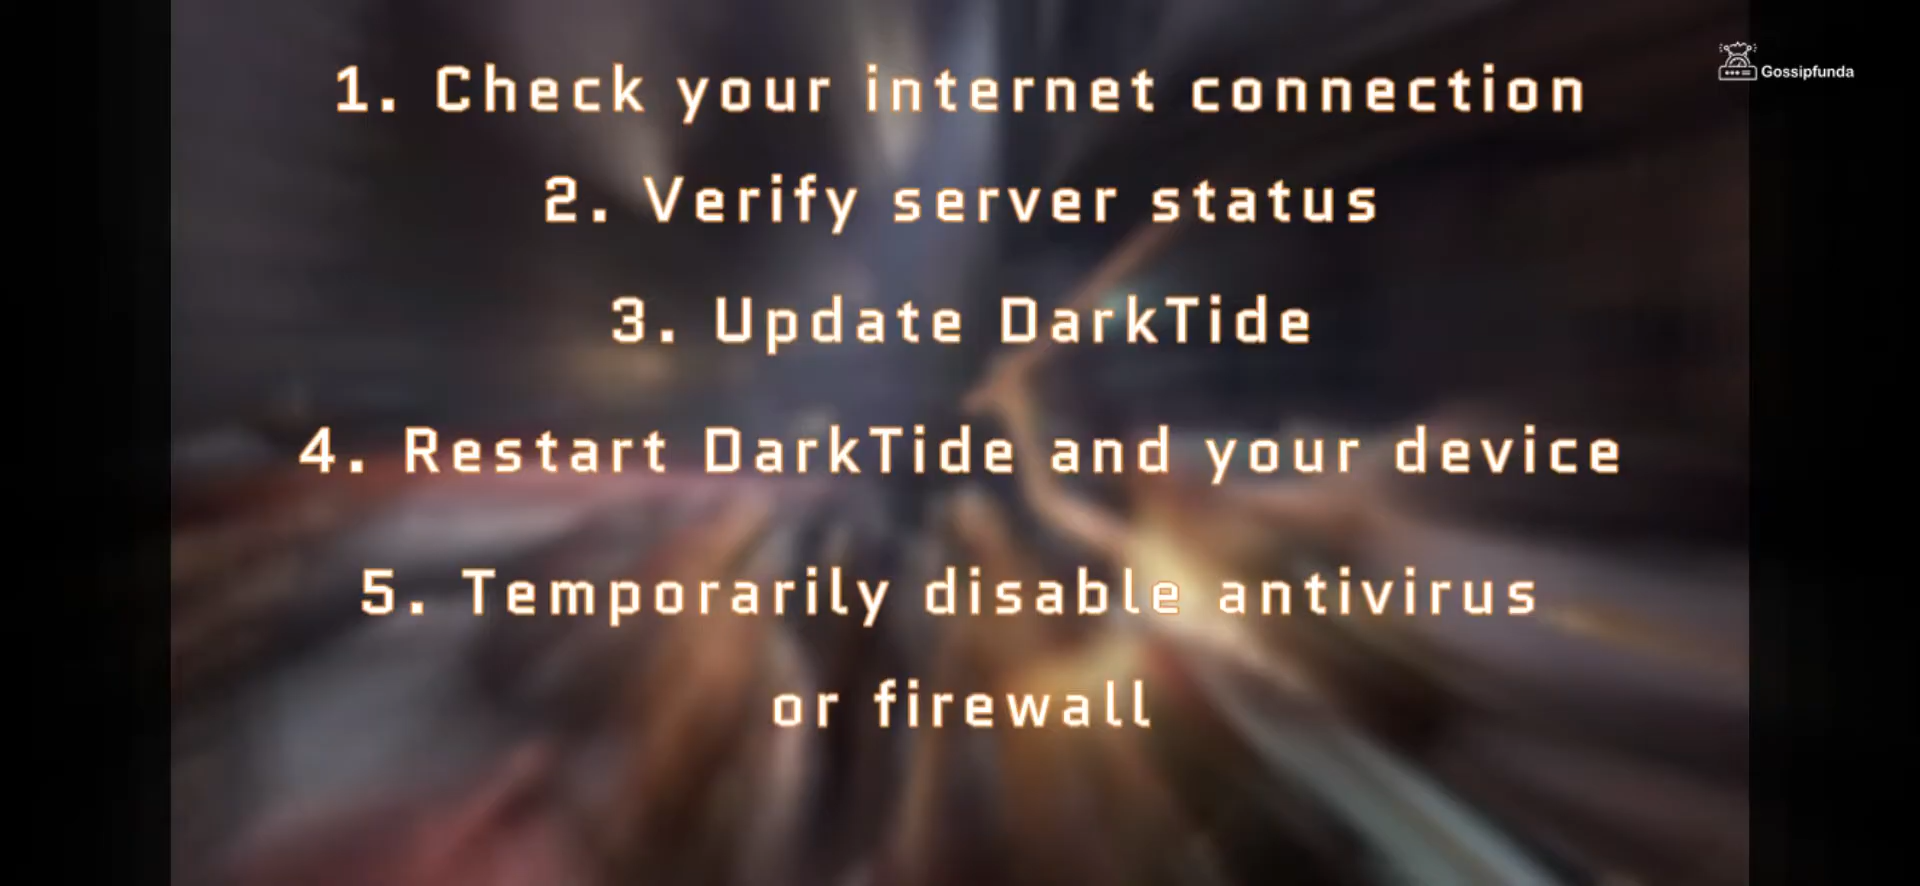 Gossipfunda
1. Check your internet connection
2. Verify server status
3. Update DarkTide
4. Restart DarkTide and your device
5. Temporarily disable antivirus
or firewall